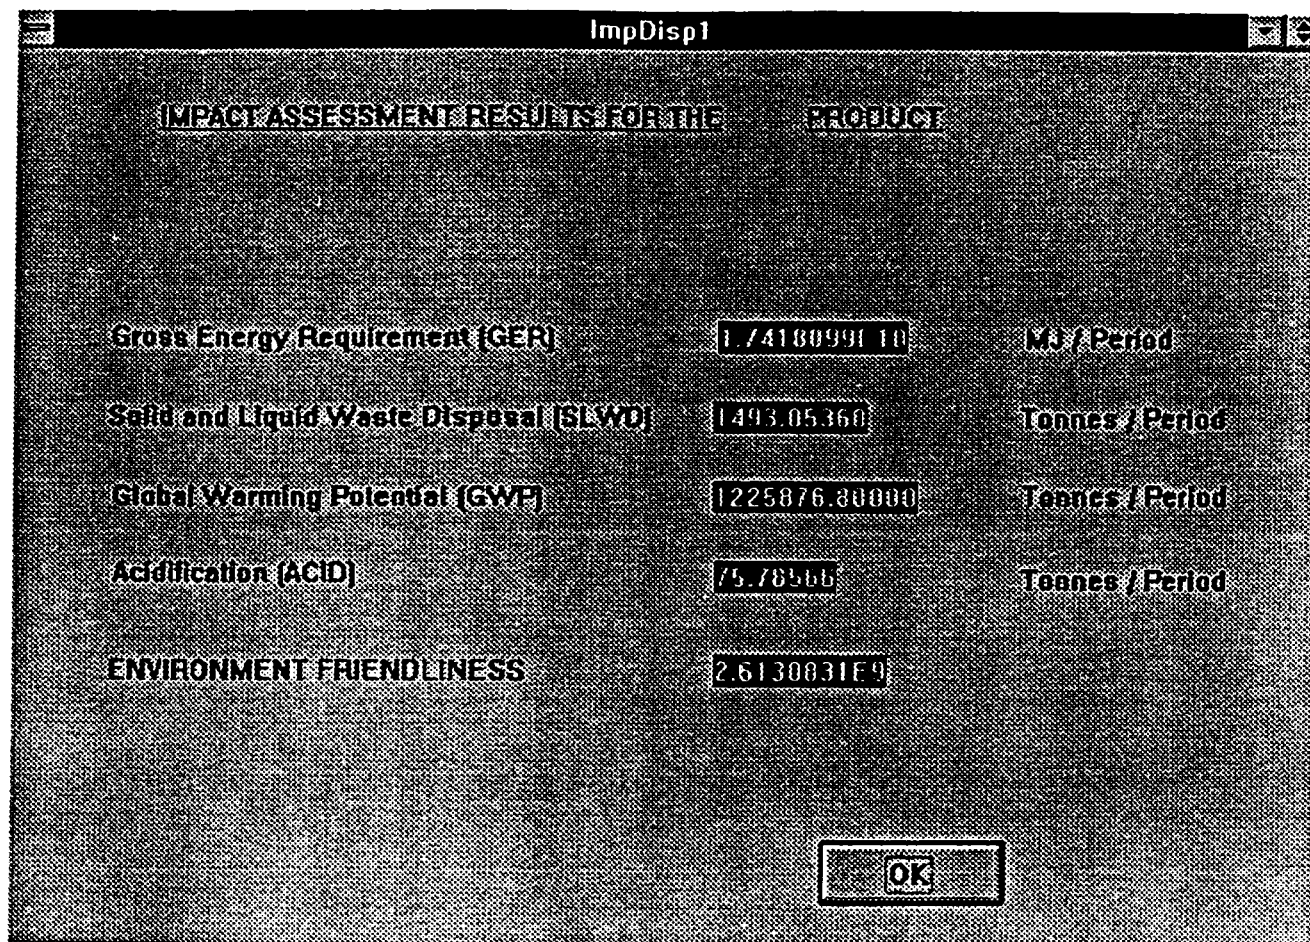 ImpDisp1
IMPACT ASSESSMENT RESULTS FOR THE PRODUCT
Gross Energy Requirement (GER) 1.7418099E10 MJ / Period
Solid and Liquid Waste Disposal (SLWD) 1493.05360 Tonnes / Period
Global Warming Potential (GWP) 1225876.80000 Tonnes / Period
Acidification (ACID) 75.78566 Tonnes / Period
ENVIRONMENT FRIENDLINESS 2.6130831E9
OK